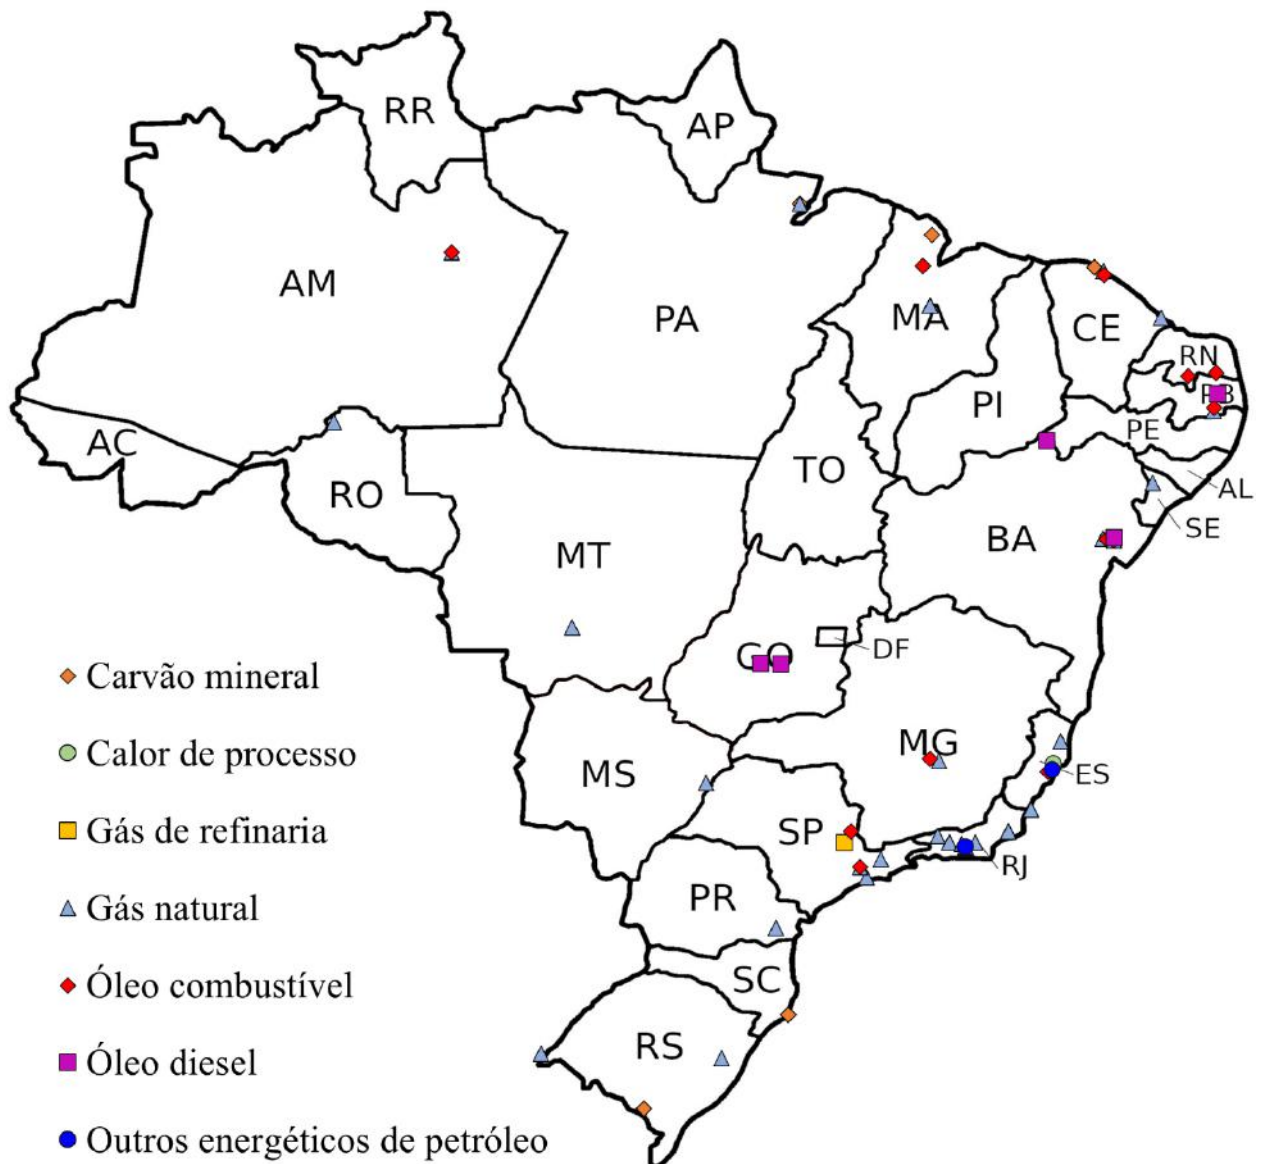 RR
AP
AM
PA
MA
CE
RN
PB
PI
PE
AC
TO
AL
RO
SE
BA
MT
GO
DF
Carvão mineral
MG
Calor de processo
MS
ES
Gás de refinaria
SP
RJ
PR
Gás natural
SC
Óleo combustível
RS
Óleo diesel
Outros energéticos de petróleo